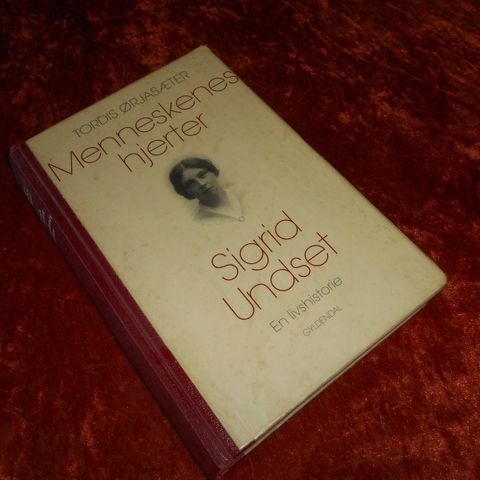 TORDIS ØRJASÆTER
Menneskenes
hjerter
Sigrid
Undset
En livshistorie
GYLDENDAL